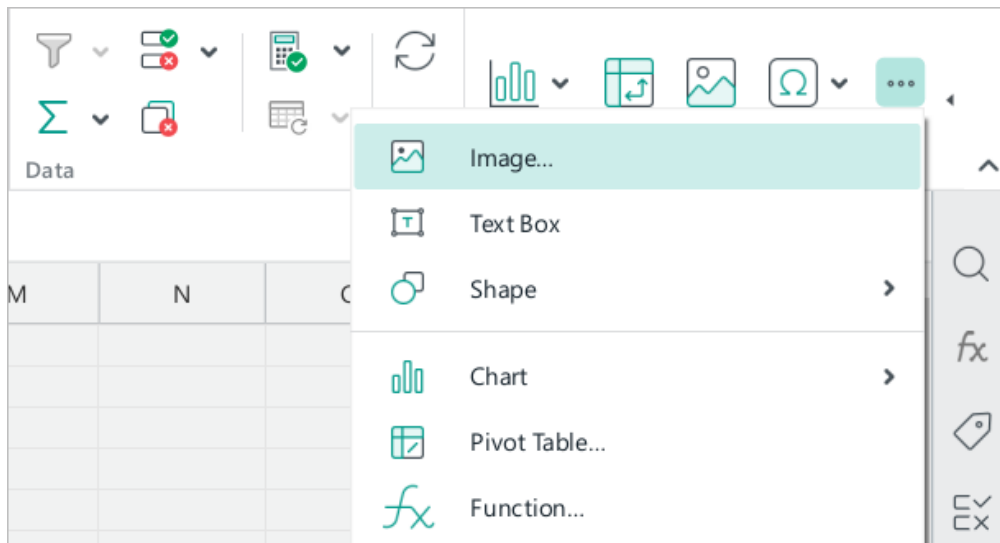 Data
Image...
Text Box
M N
Shape
Chart
Pivot Table...
Function...